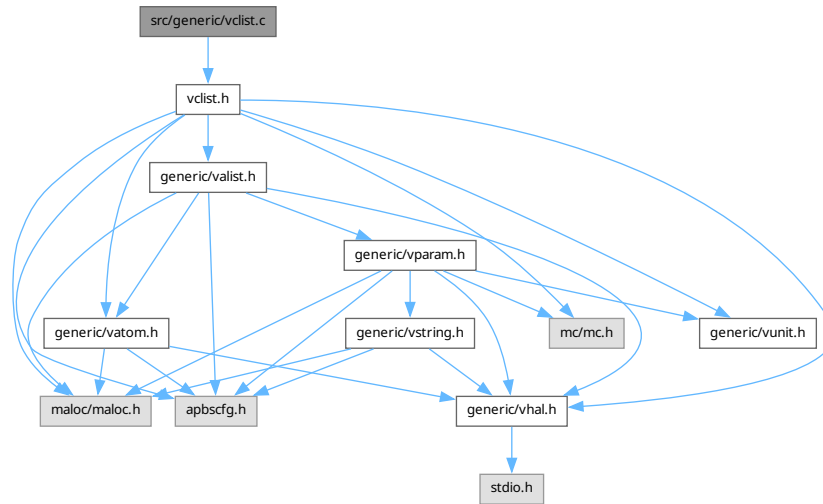 src/generic/vclist.c
vclist.h
generic/valist.h
generic/vparam.h
generic/vatom.h
generic/vstring.h
mc/mc.h
generic/vunit.h
maloc/maloc.h
apbscfg.h
generic/vhal.h
stdio.h